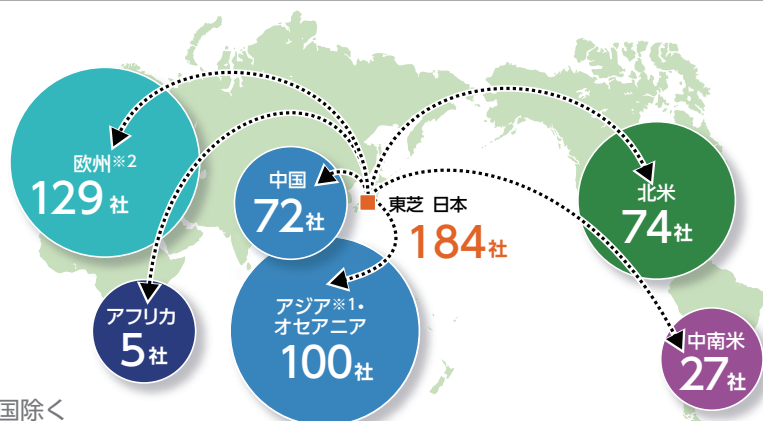 欧州※2
129社
中国
72社
東芝 日本
184社
北米
74社
アフリカ
5社
アジア※1・
オセアニア
100社
中南米
27社
国除く